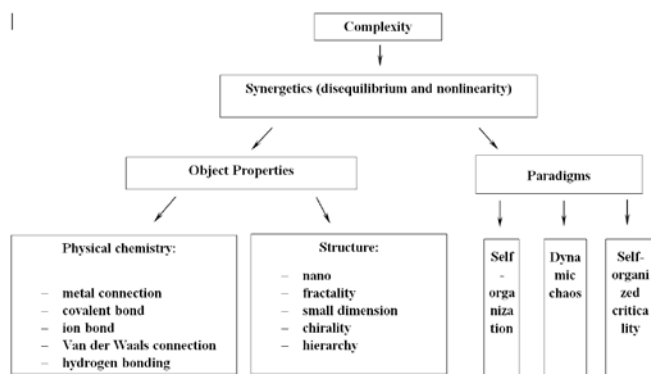 Complexity
Synergetics (disequilibrium and nonlinearity)
Object Properties
Paradigms
Physical chemistry:
– metal connection
– covalent bond
– ion bond
– Van der Waals connection
– hydrogen bonding
Structure:
– nano
– fractality
– small dimension
– chirality
– hierarchy
Self
-
orga
niza
tion
Dyna
mic
chaos
Self-
organi
zed
critica
lity